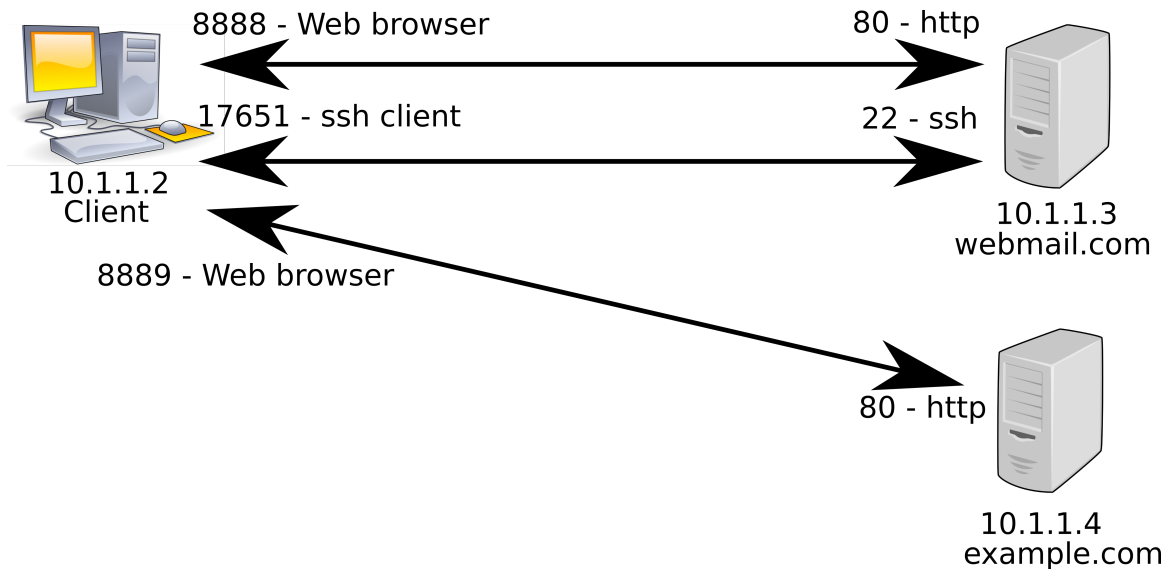 8888 - Web browser
80 - http
17651 - ssh client
22 - ssh
10.1.1.2
Client
10.1.1.3
webmail.com
8889 - Web browser
80 - http
10.1.1.4
example.com